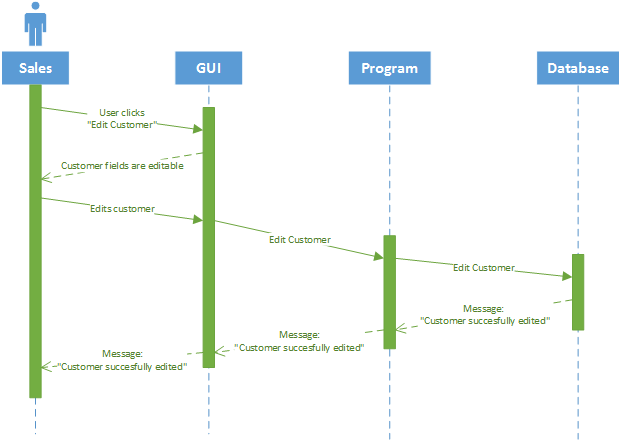 Sales
GUI
Program
Database
User clicks
"Edit Customer"
Customer fields are editable
Edits customer
Edit Customer
Edit Customer
Message:
"Customer succesfully edited"
Message:
"Customer succesfully edited"
Message:
"Customer succesfully edited"